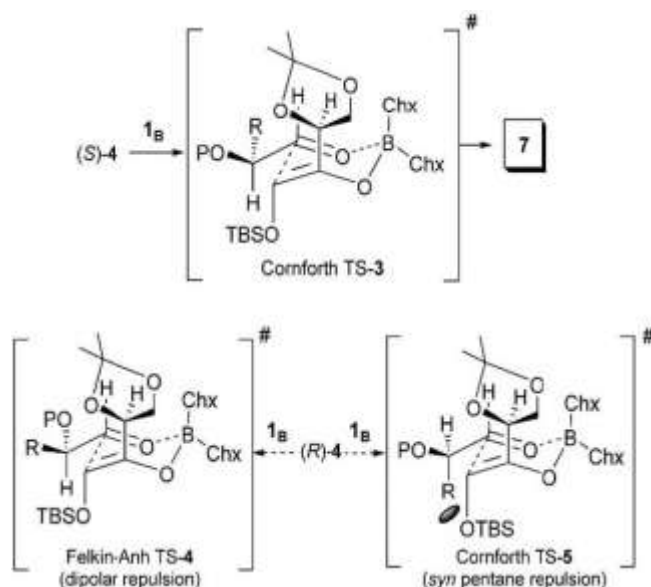 #
O
H
H
O
Chx
R
B
(S)-4
1B
PO
O
Chx
7
H
O
TBSO
Cornforth TS-3
#
#
O
H
H
O
Chx
OP
B
R
O
Chx
1B
(R)-4
1B
H
O
TBSO
O
H
H
O
Chx
H
B
PO
O
Chx
R
O
OTBS
Felkin-Anh TS-4
Cornforth TS-5
(dipolar repulsion)
(syn pentane repulsion)